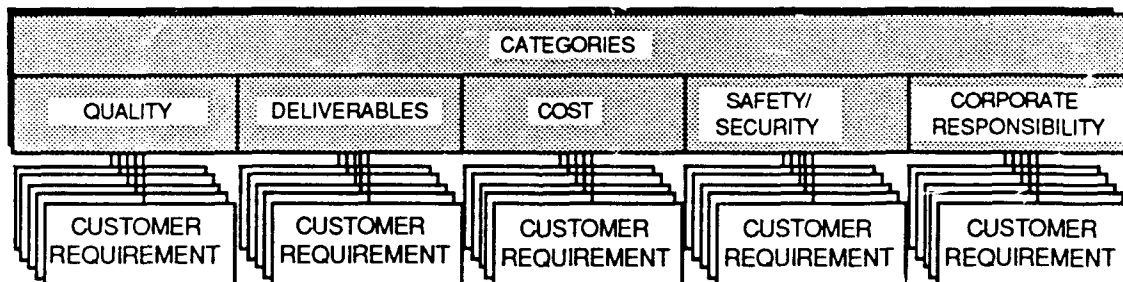 CATEGORIES
QUALITY
DELIVERABLES
COST
SAFETY/
SECURITY
CORPORATE
RESPONSIBILITY
CUSTOMER
REQUIREMENT
CUSTOMER
REQUIREMENT
CUSTOMER
REQUIREMENT
CUSTOMER
REQUIREMENT
CUSTOMER
REQUIREMENT